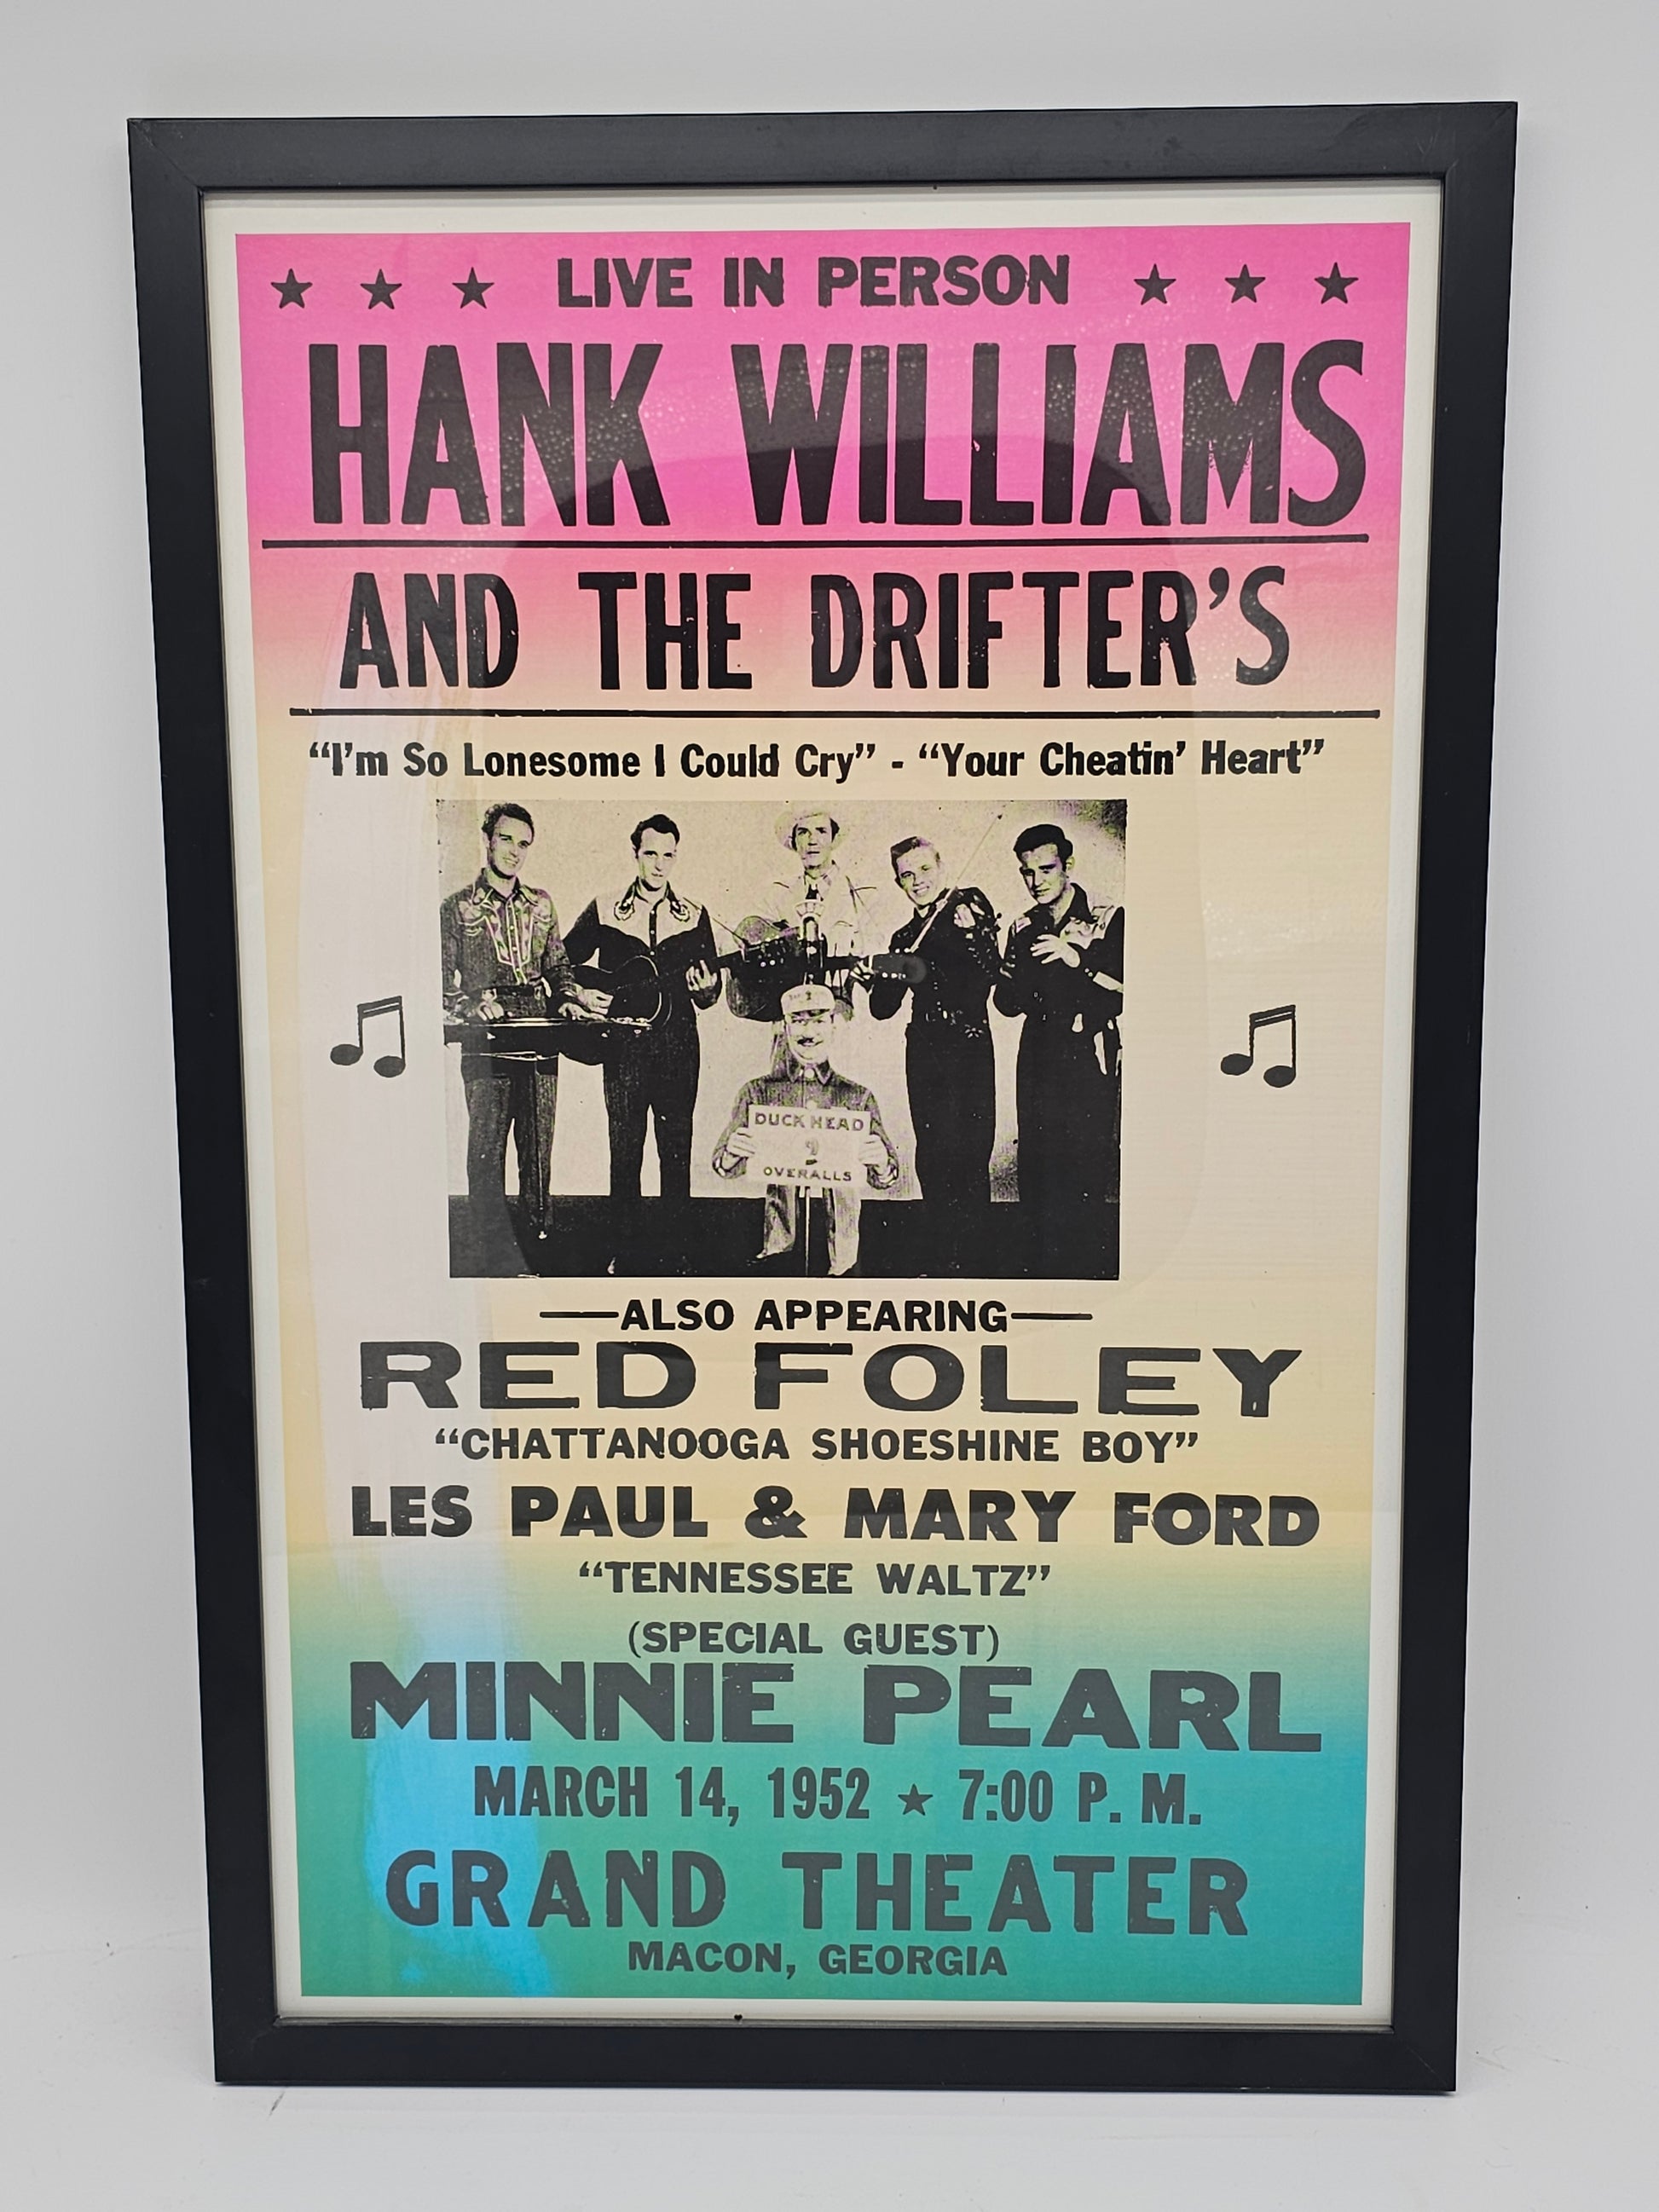 ★ ★ ★ LIVE IN PERSON ★ ★ ★
HANK WILLIAMS
AND THE DRIFTER'S
“I'm So Lonesome I Could Cry” - “Your Cheatin' Heart”
DUCK HEAD
OVERALLS
—ALSO APPEARING—
RED FOLEY
“CHATTANOOGA SHOESHINE BOY”
LES PAUL & MARY FORD
“TENNESSEE WALTZ”
(SPECIAL GUEST)
MINNIE PEARL
MARCH 14, 1952 ★ 7:00 P. M.
GRAND THEATER
MACON, GEORGIA